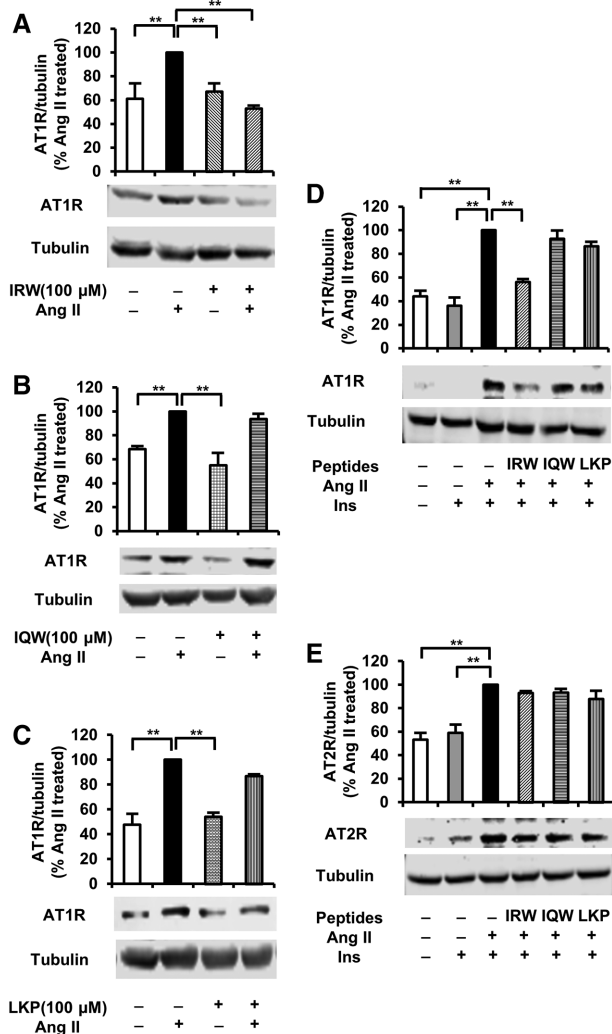 A
AT1R/tubulin
(% Ang II treated)
120
100
80
60
40
20
0
**
** **
AT1R
Tubulin
IRW(100 µM) – – + +
Ang II – + – +
B
AT1R/tubulin
(% Ang II treated)
120
100
80
60
40
20
0
** **
AT1R
Tubulin
IQW(100 µM) – – + +
Ang II – + – +
C
AT1R/tubulin
(% Ang II treated)
120
100
80
60
40
20
0
** **
AT1R
Tubulin
LKP(100 µM) – – + +
Ang II – + – +
D
AT1R/tubulin
(% Ang II treated)
120
100
80
60
40
20
0
**
** **
AT1R
Tubulin
Peptides – – – IRW IQW LKP
Ang II – – + + + +
Ins – + + + + +
E
AT2R/tubulin
(% Ang II treated)
120
100
80
60
40
20
0
**
**
AT2R
Tubulin
Peptides – – – IRW IQW LKP
Ang II – – + + + +
Ins – + + + + +